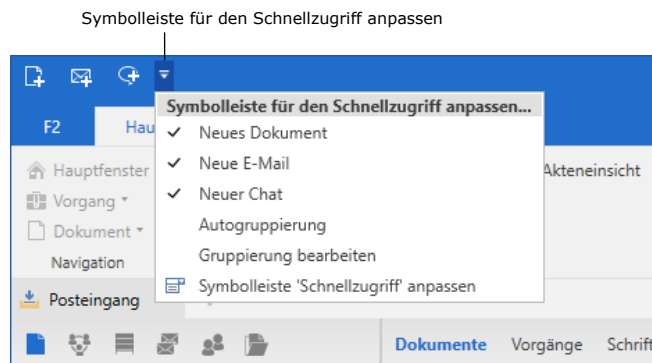 Symbolleiste für den Schnellzugriff anpassen
Symbolleiste für den Schnellzugriff anpassen...
F2 Hau
Neues Dokument
Neue E-Mail
Neuer Chat
Autogruppierung
Gruppierung bearbeiten
Symbolleiste 'Schnellzugriff' anpassen
Hauptfenster
Akteneinsicht
Vorgang
Dokument
Navigation
Posteingang
Dokumente Vorgänge Schrift